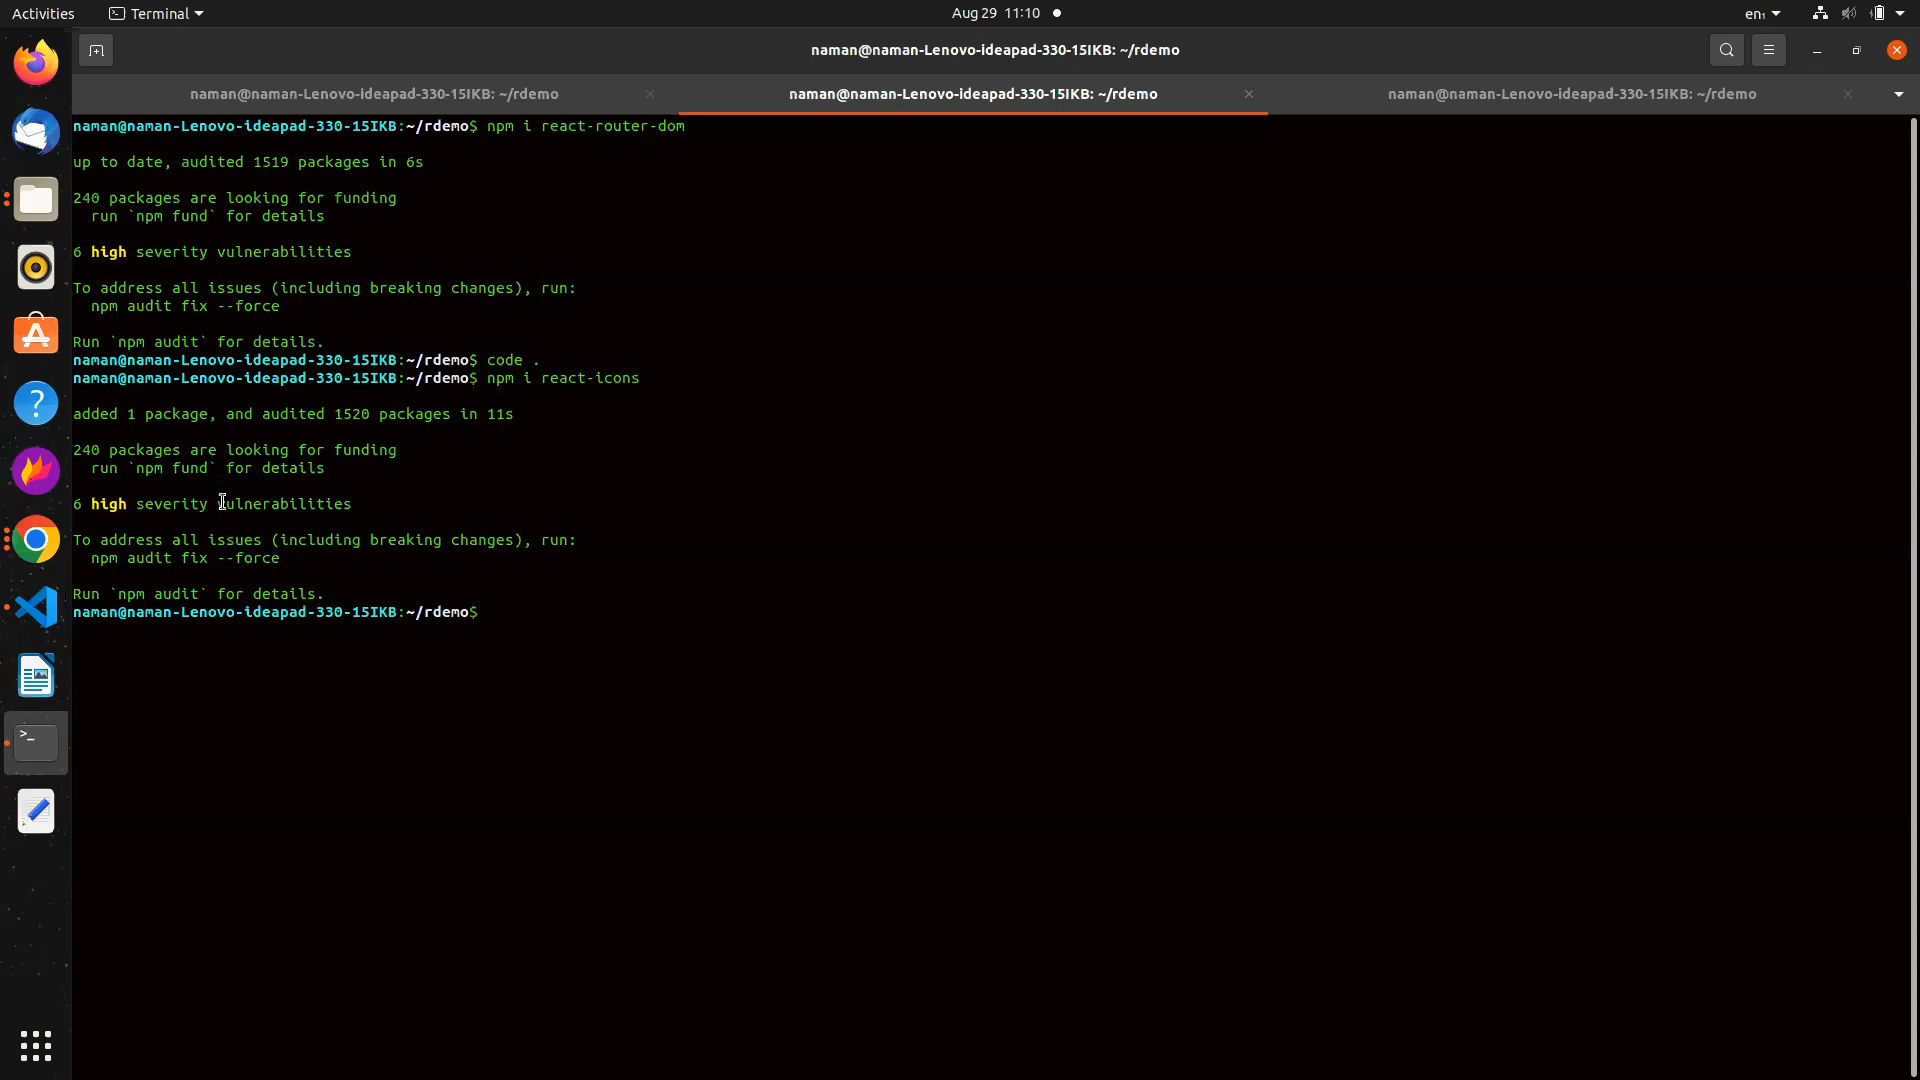 Activities
Terminal
Aug 29 11:10
en₁
naman@naman-Lenovo-ideapad-330-15IKB: ~/rdemo
naman@naman-Lenovo-ideapad-330-15IKB: ~/rdemo
naman@naman-Lenovo-ideapad-330-15IKB: ~/rdemo
naman@naman-Lenovo-ideapad-330-15IKB: ~/rdemo
naman@naman-Lenovo-ideapad-330-15IKB:~/rdemo$ npm i react-router-dom
up to date, audited 1519 packages in 6s
240 packages are looking for funding
  run `npm fund` for details
6 high severity vulnerabilities
To address all issues (including breaking changes), run:
  npm audit fix --force
Run `npm audit` for details.
naman@naman-Lenovo-ideapad-330-15IKB:~/rdemo$ code .
naman@naman-Lenovo-ideapad-330-15IKB:~/rdemo$ npm i react-icons
added 1 package, and audited 1520 packages in 11s
240 packages are looking for funding
  run `npm fund` for details
6 high severity vulnerabilities
To address all issues (including breaking changes), run:
  npm audit fix --force
Run `npm audit` for details.
naman@naman-Lenovo-ideapad-330-15IKB:~/rdemo$